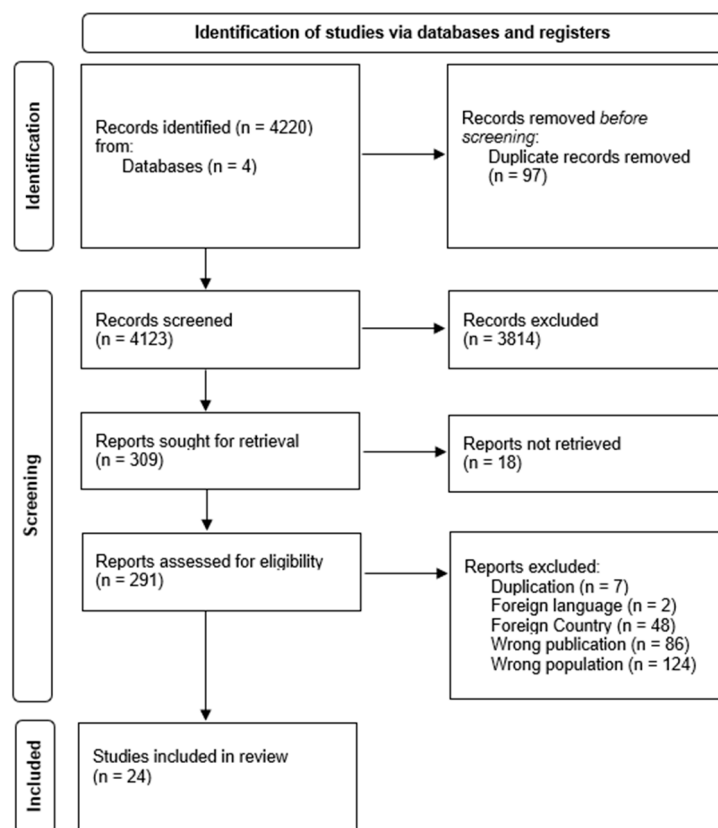 Identification of studies via databases and registers
Identification
Records identified (n = 4220)
from:
Databases (n = 4)
Records removed before
screening:
Duplicate records removed
(n = 97)
Screening
Records screened
(n = 4123)
Records excluded
(n = 3814)
Reports sought for retrieval
(n = 309)
Reports not retrieved
(n = 18)
Reports assessed for eligibility
(n = 291)
Reports excluded:
Duplication (n = 7)
Foreign language (n = 2)
Foreign Country (n = 48)
Wrong publication (n = 86)
Wrong population (n = 124)
Included
Studies included in review
(n = 24)